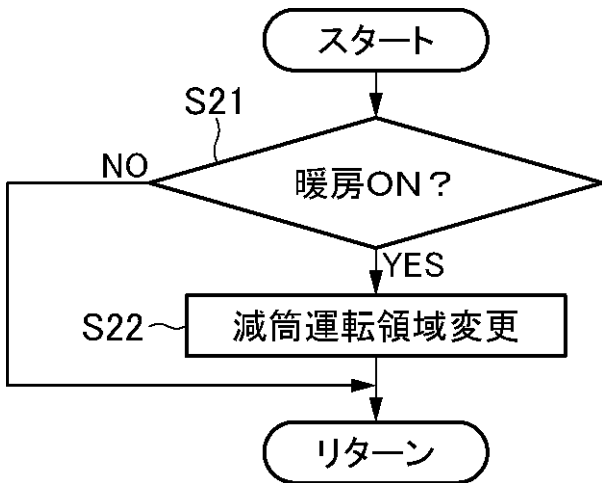 スタート
S21
NO
暖房ON？
YES
S22
減筒運転領域変更
リターン